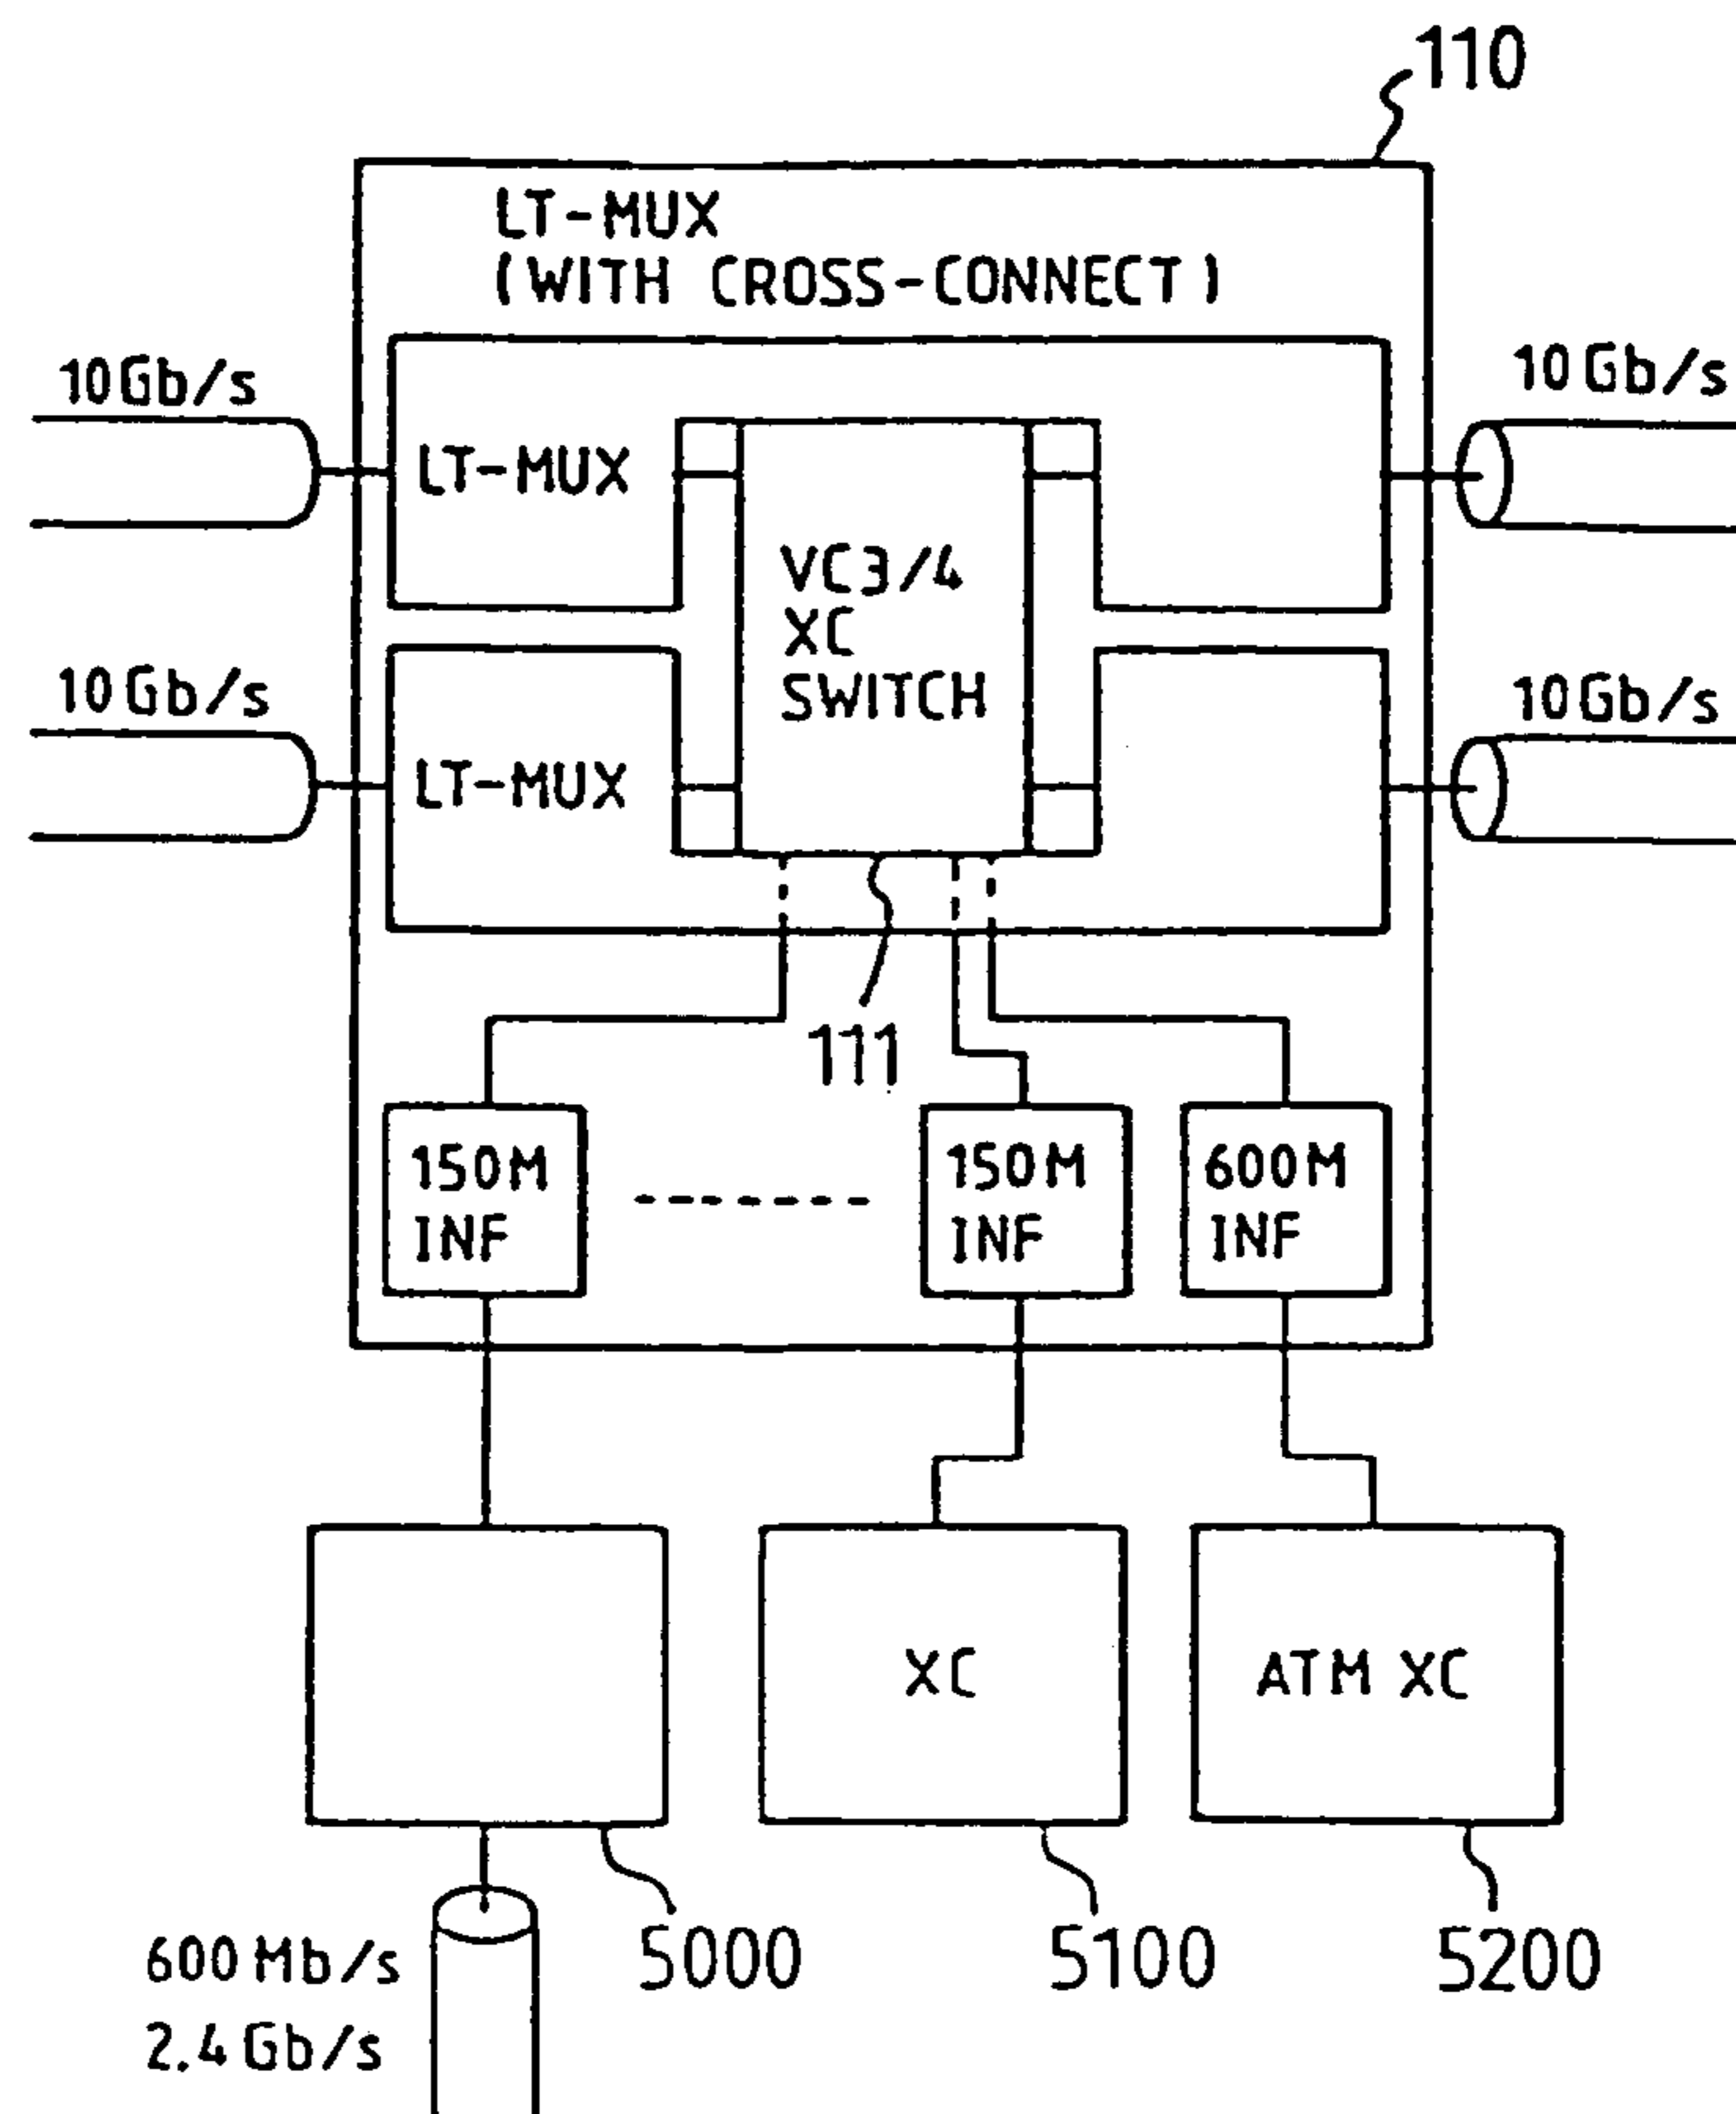 110
LT-MUX
(WITH CROSS-CONNECT)
10Gb/s
10Gb/s
LT-MUX
VC3/4
XC
SWITCH
10Gb/s
10Gb/s
LT-MUX
111
150M
INF
150M
INF
600M
INF
XC
ATM XC
5000
5100
5200
600Mb/s
2.4Gb/s